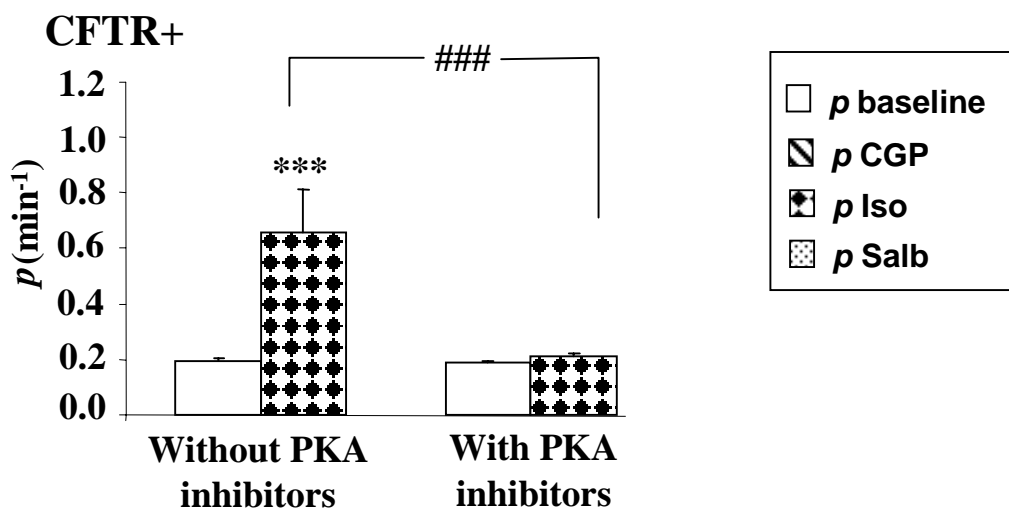 CFTR+
###
1.2
1.0
0.8
0.6
0.4
0.2
0.0
p (min-1)
***
Without PKA
inhibitors
With PKA
inhibitors
p baseline
p CGP
p Iso
p Salb